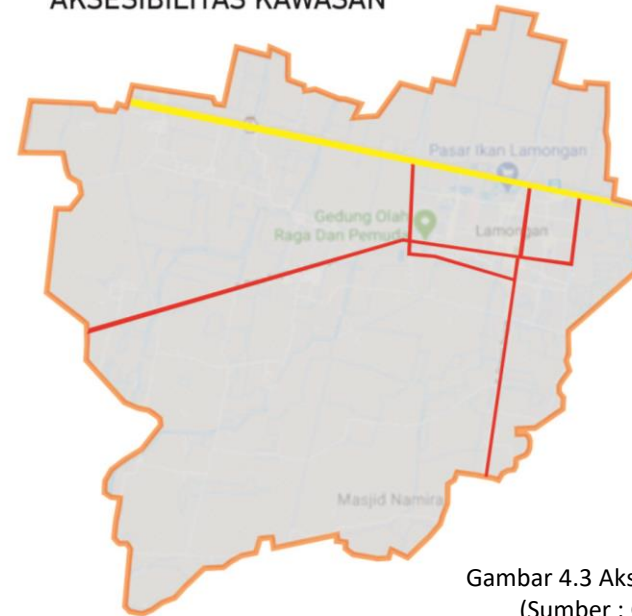 AKSESIBILITAS KAWASAN
Pasar Ikan Lamongan
Gedung Olah
Raga Dan Pemuda
Lamongan
Masjid Namira
Gambar 4.3 Aks
(Sumber :